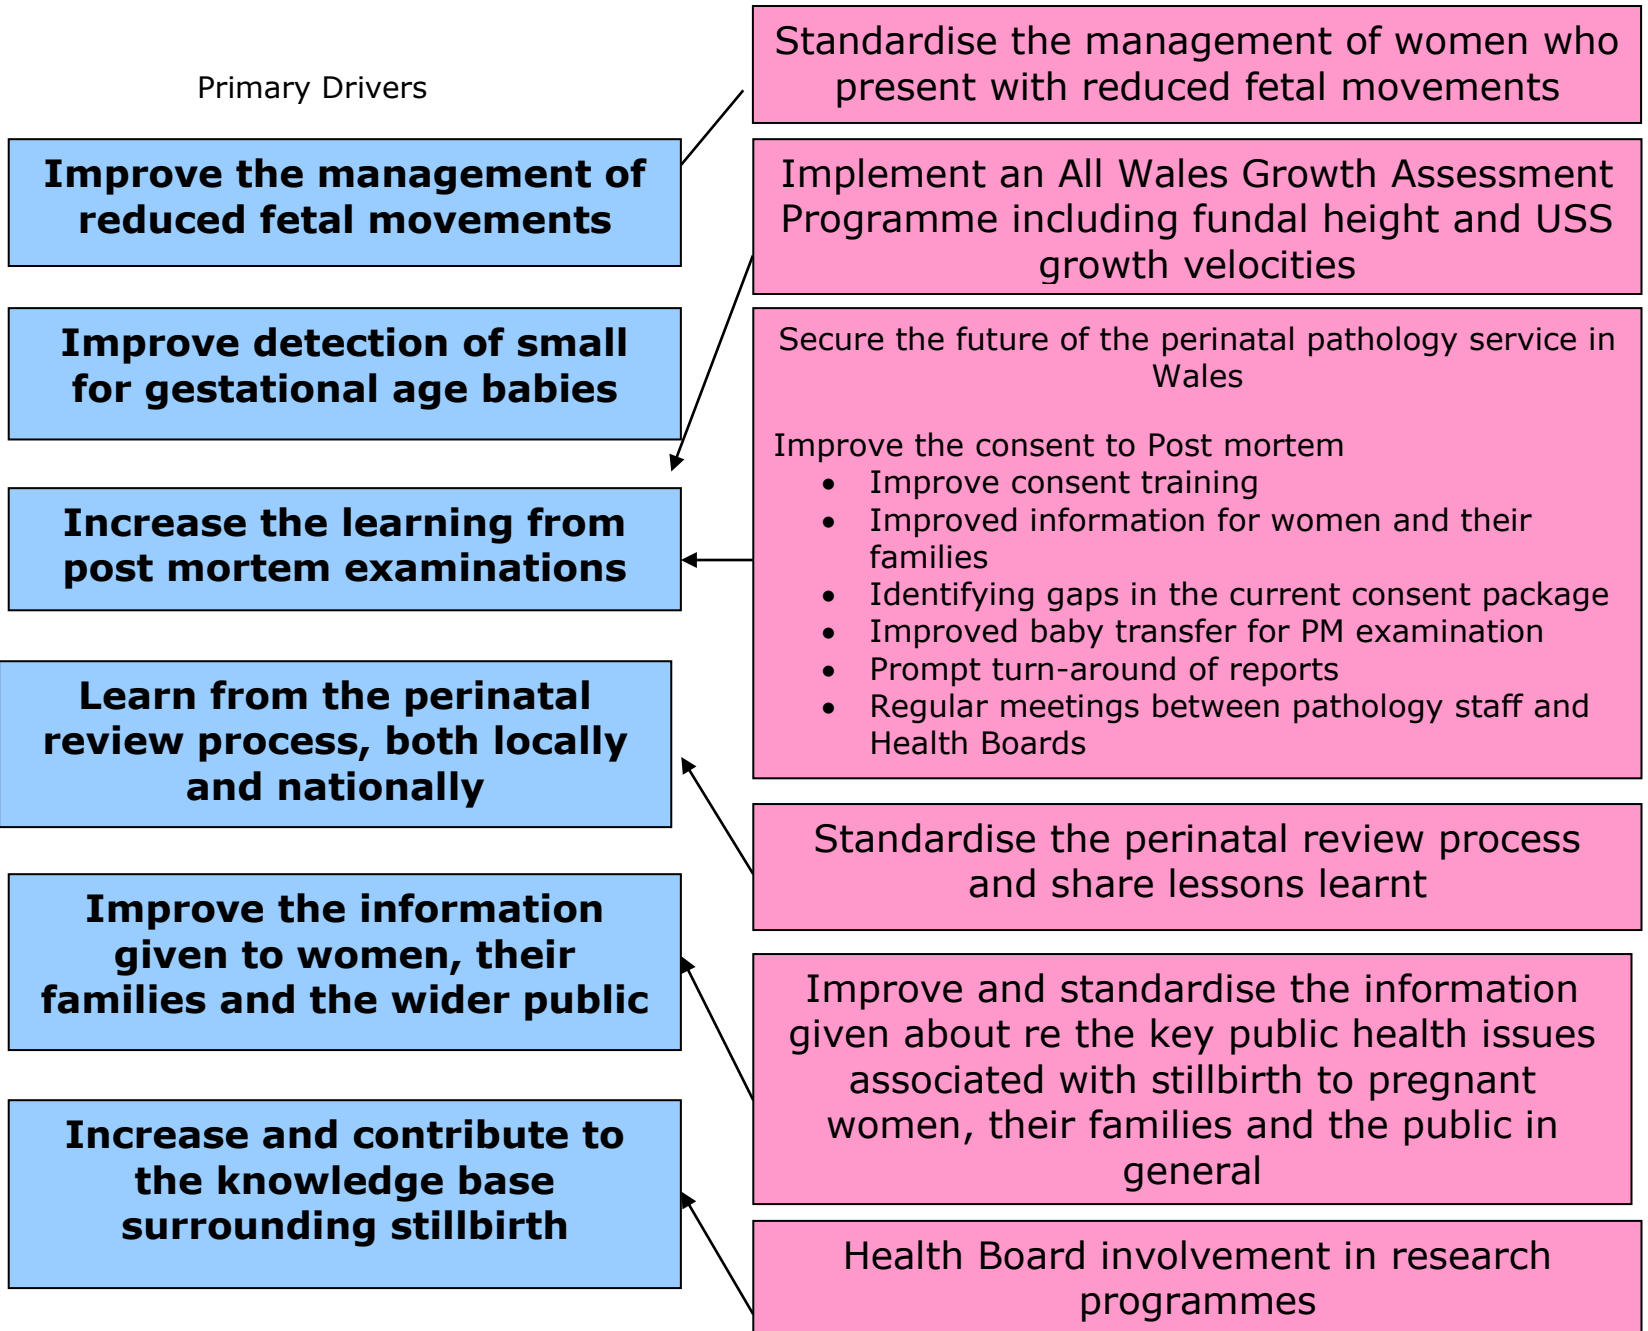 Primary Drivers
Improve the management of
reduced fetal movements
Improve detection of small
for gestational age babies
Increase the learning from
post mortem examinations
Learn from the perinatal
review process, both locally
and nationally
Improve the information
given to women, their
families and the wider public
Increase and contribute to
the knowledge base
surrounding stillbirth
Standardise the management of women who
present with reduced fetal movements
Implement an All Wales Growth Assessment
Programme including fundal height and USS
growth velocities
Secure the future of the perinatal pathology service in
Wales
Improve the consent to Post mortem
• Improve consent training
• Improved information for women and their
families
• Identifying gaps in the current consent package
• Improved baby transfer for PM examination
• Prompt turn-around of reports
• Regular meetings between pathology staff and
Health Boards
Standardise the perinatal review process
and share lessons learnt
Improve and standardise the information
given about re the key public health issues
associated with stillbirth to pregnant
women, their families and the public in
general
Health Board involvement in research
programmes